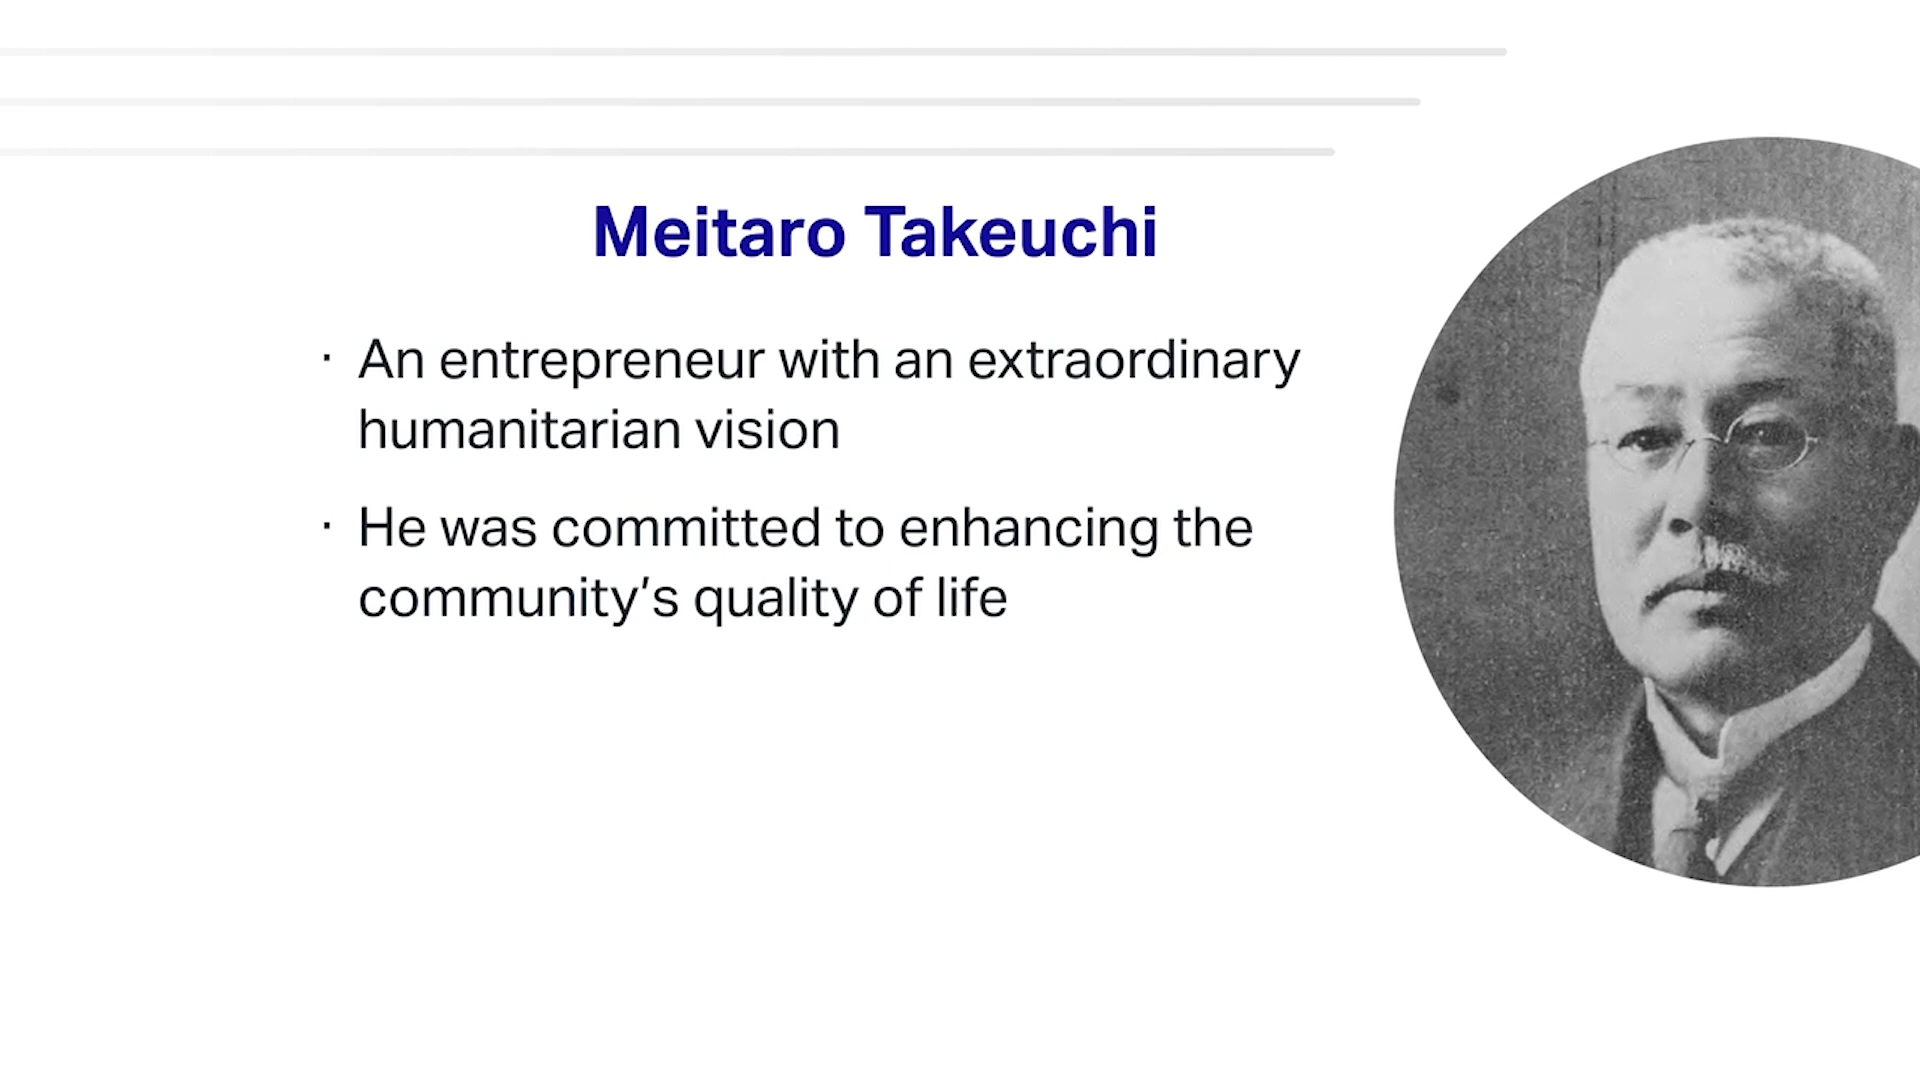 Meitaro Takeuchi
· An entrepreneur with an extraordinary
humanitarian vision
· He was committed to enhancing the
community’s quality of life